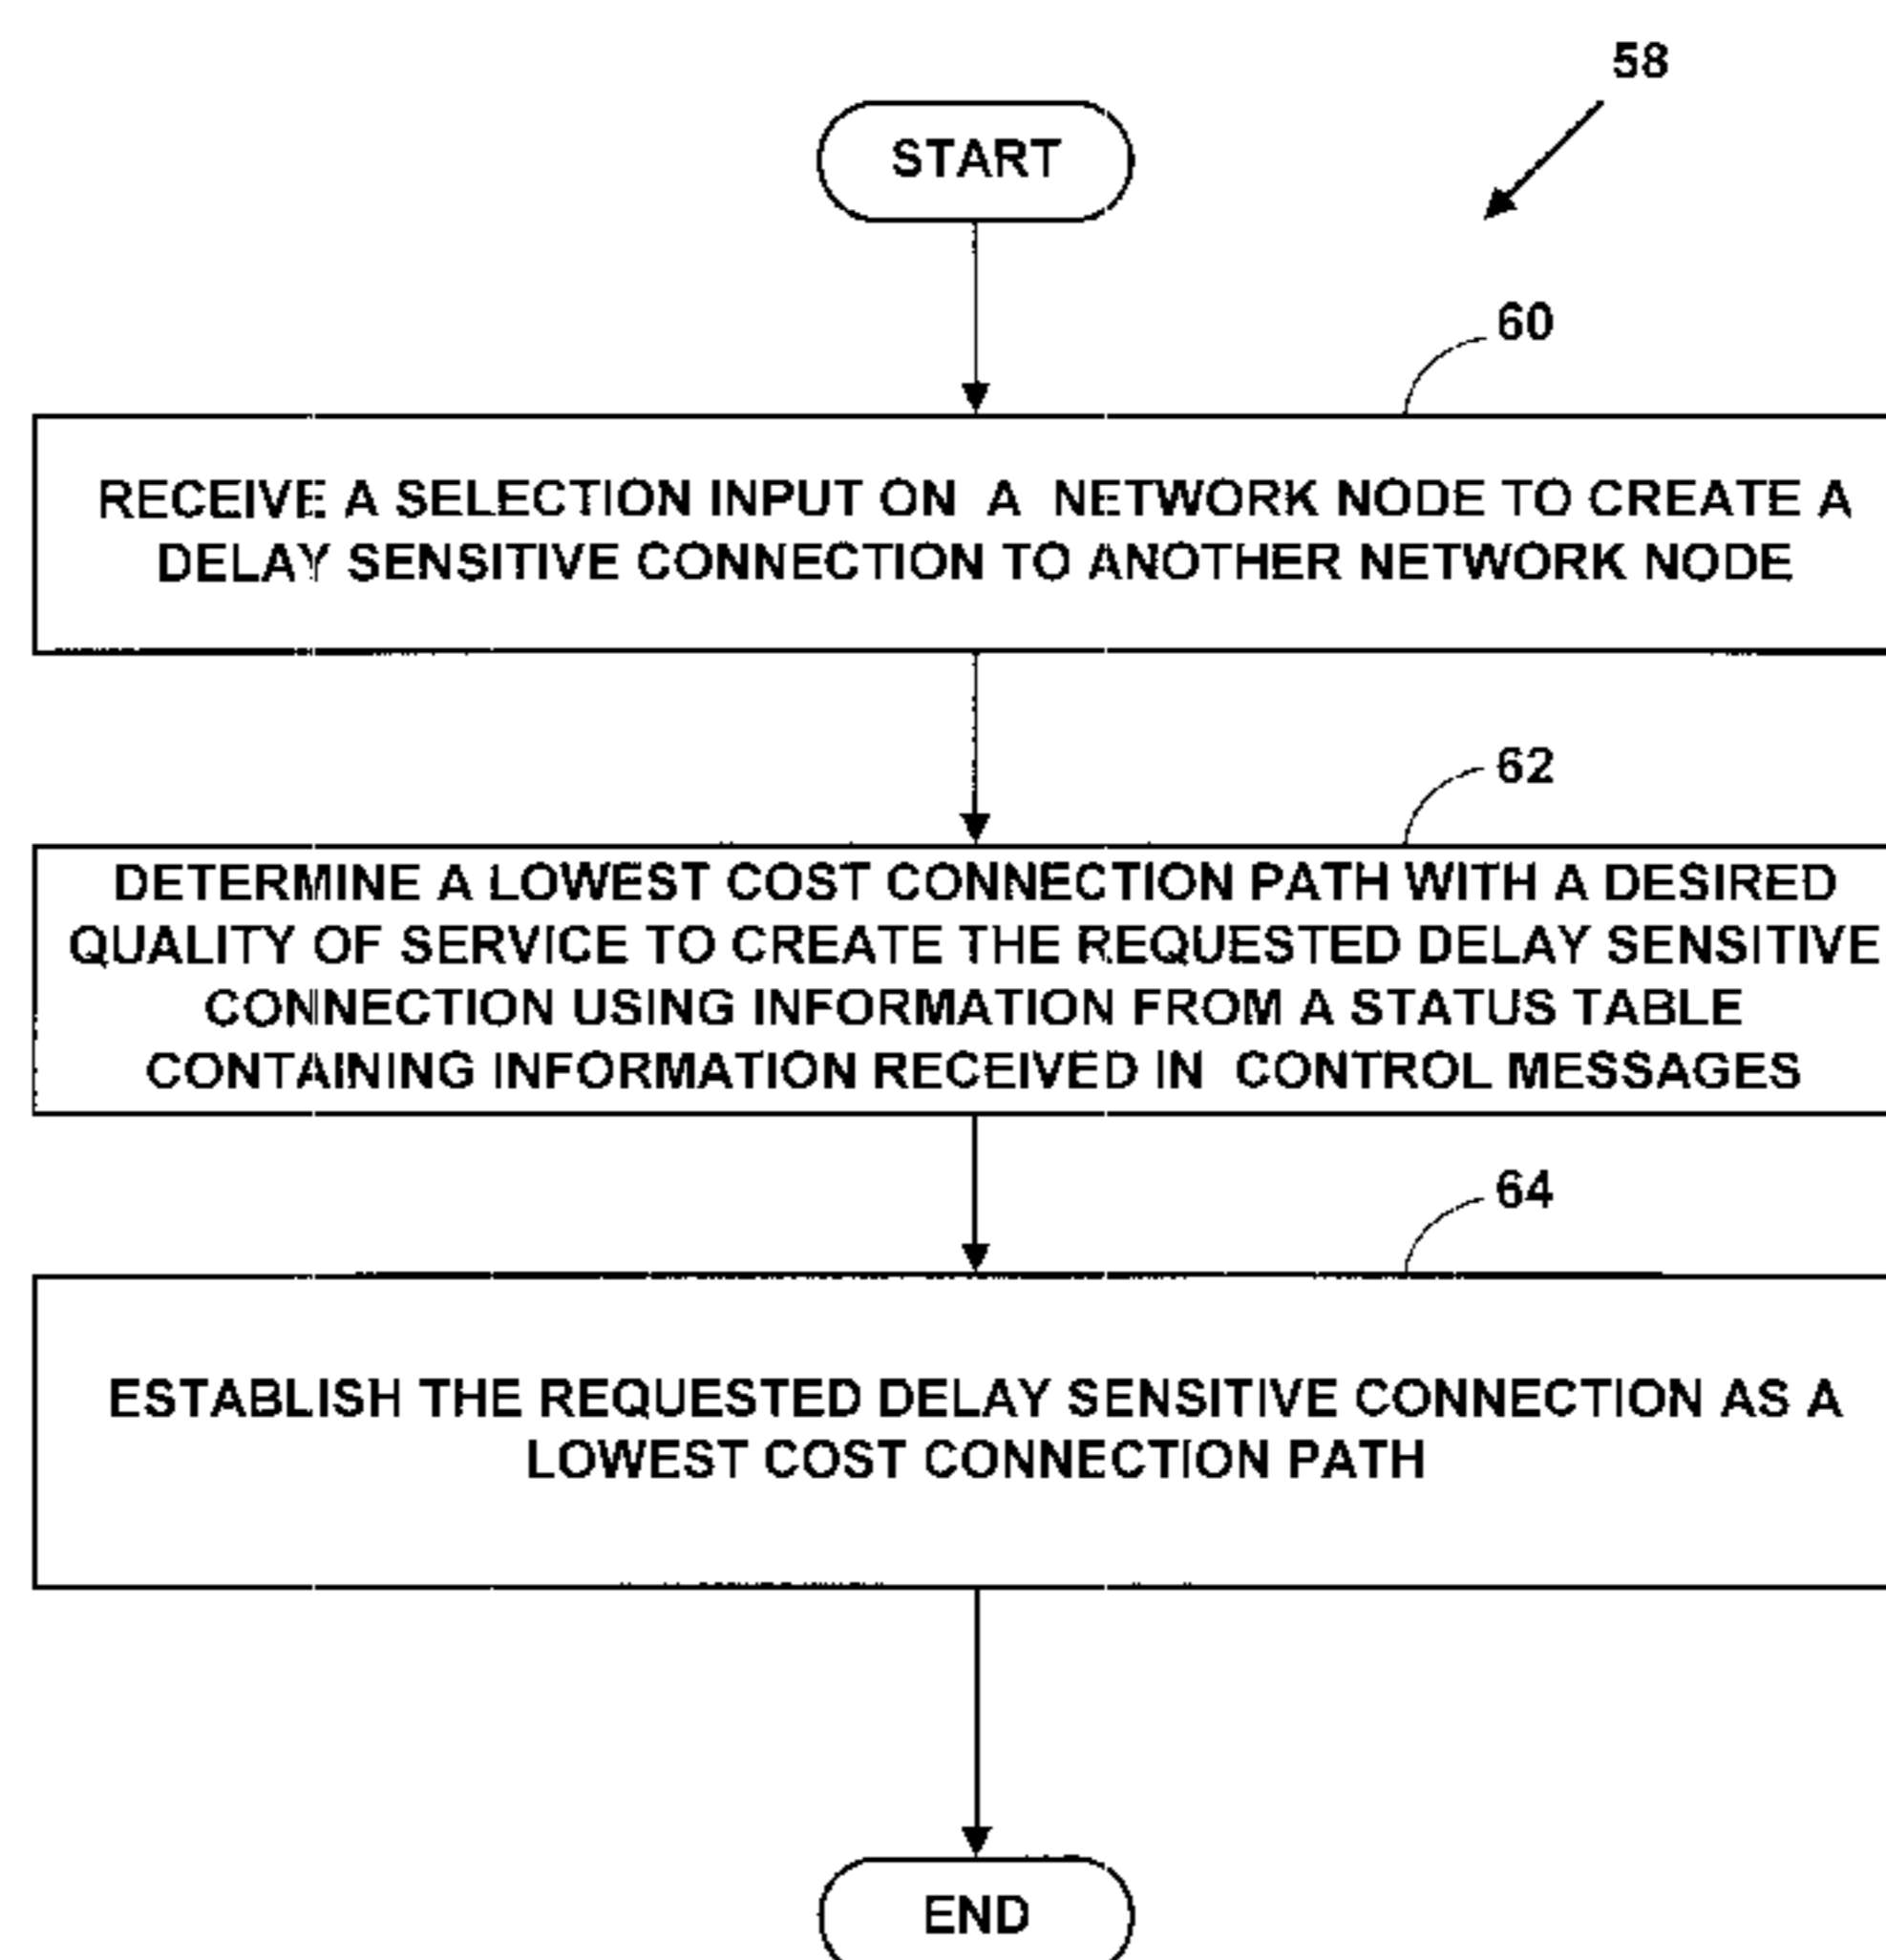 58
START
60
RECEIVE A SELECTION INPUT ON A NETWORK NODE TO CREATE A
DELAY SENSITIVE CONNECTION TO ANOTHER NETWORK NODE
62
DETERMINE A LOWEST COST CONNECTION PATH WITH A DESIRED
QUALITY OF SERVICE TO CREATE THE REQUESTED DELAY SENSITIVE
CONNECTION USING INFORMATION FROM A STATUS TABLE
CONTAINING INFORMATION RECEIVED IN CONTROL MESSAGES
64
ESTABLISH THE REQUESTED DELAY SENSITIVE CONNECTION AS A
LOWEST COST CONNECTION PATH
END